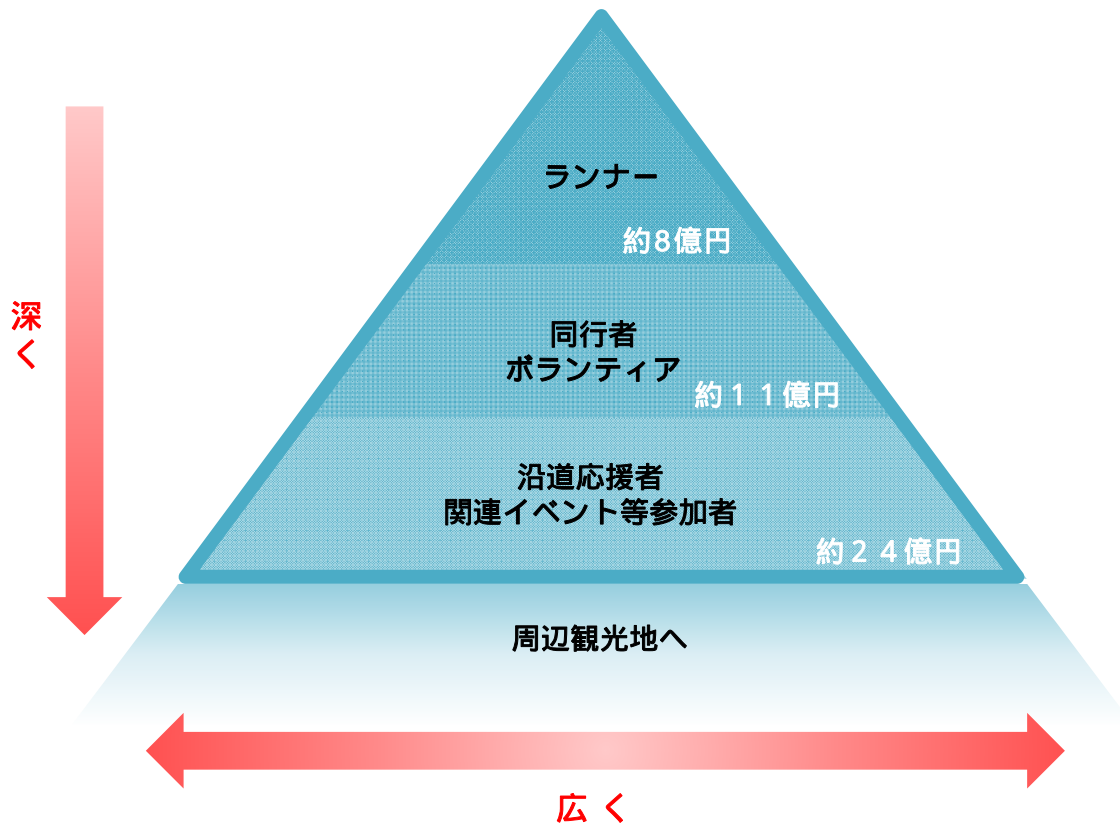 ランナー
約8億円
深く
同行者
ボランティア
約１１億円
沿道応援者
関連イベント等参加者
約２４億円
周辺観光地へ
広く